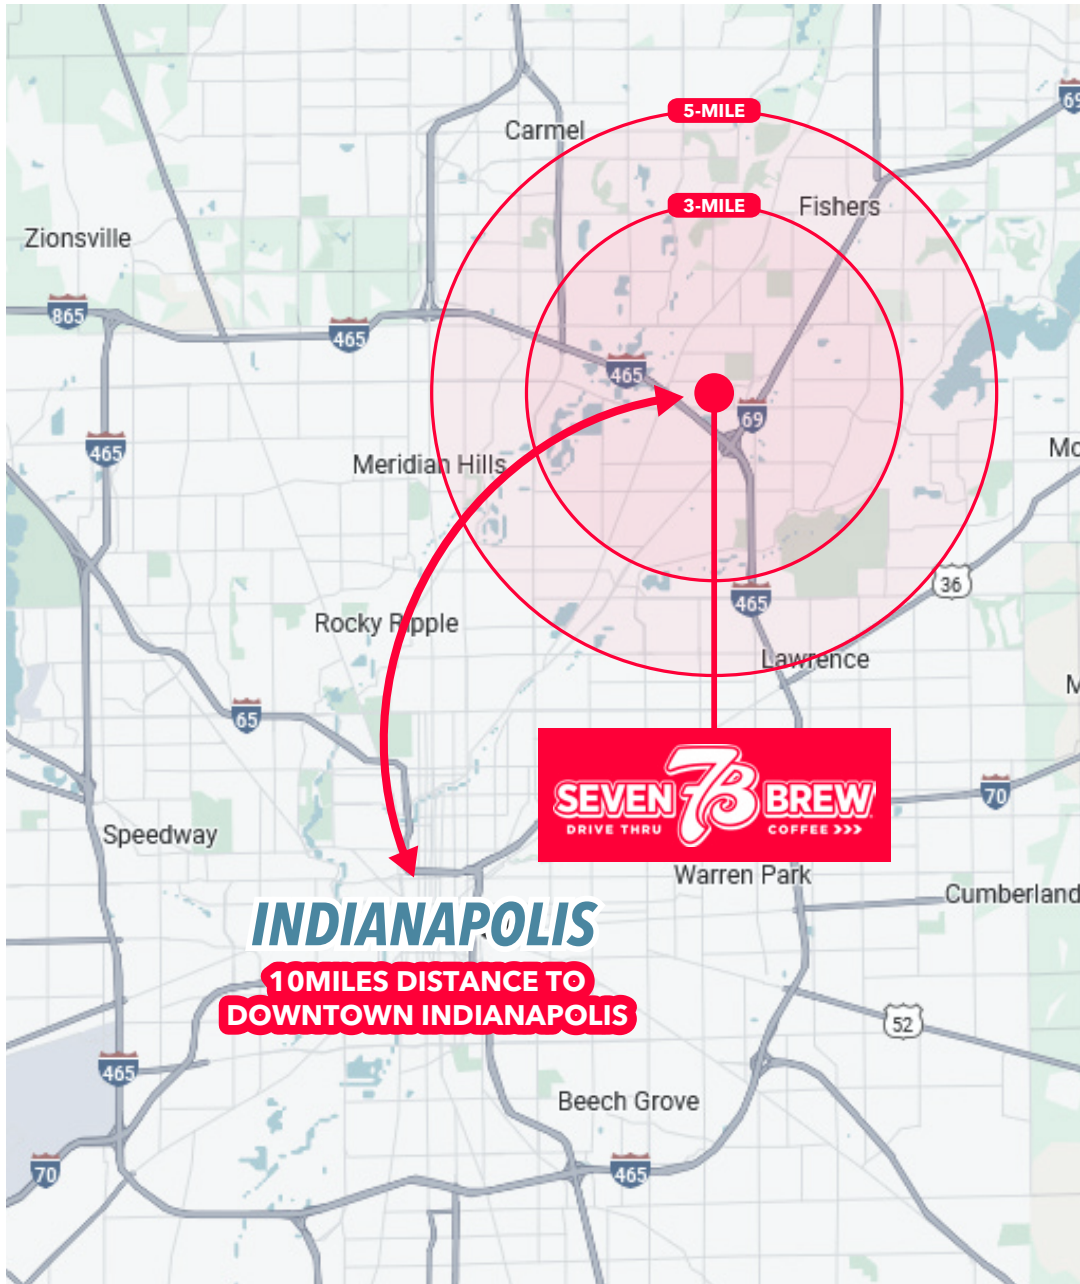 69
5-MILE
Carmel
3-MILE
Fishers
Zionsville
865
465
465
69
465
Mc
Meridian Hills
36
465
Rocky Ripple
Lawrence
M
65
7B
SEVEN BREW
DRIVE THRU COFFEE >>>
70
Speedway
Warren Park
Cumberland
INDIANAPOLIS
10MILES DISTANCE TO
DOWNTOWN INDIANAPOLIS
52
465
Beech Grove
70
465